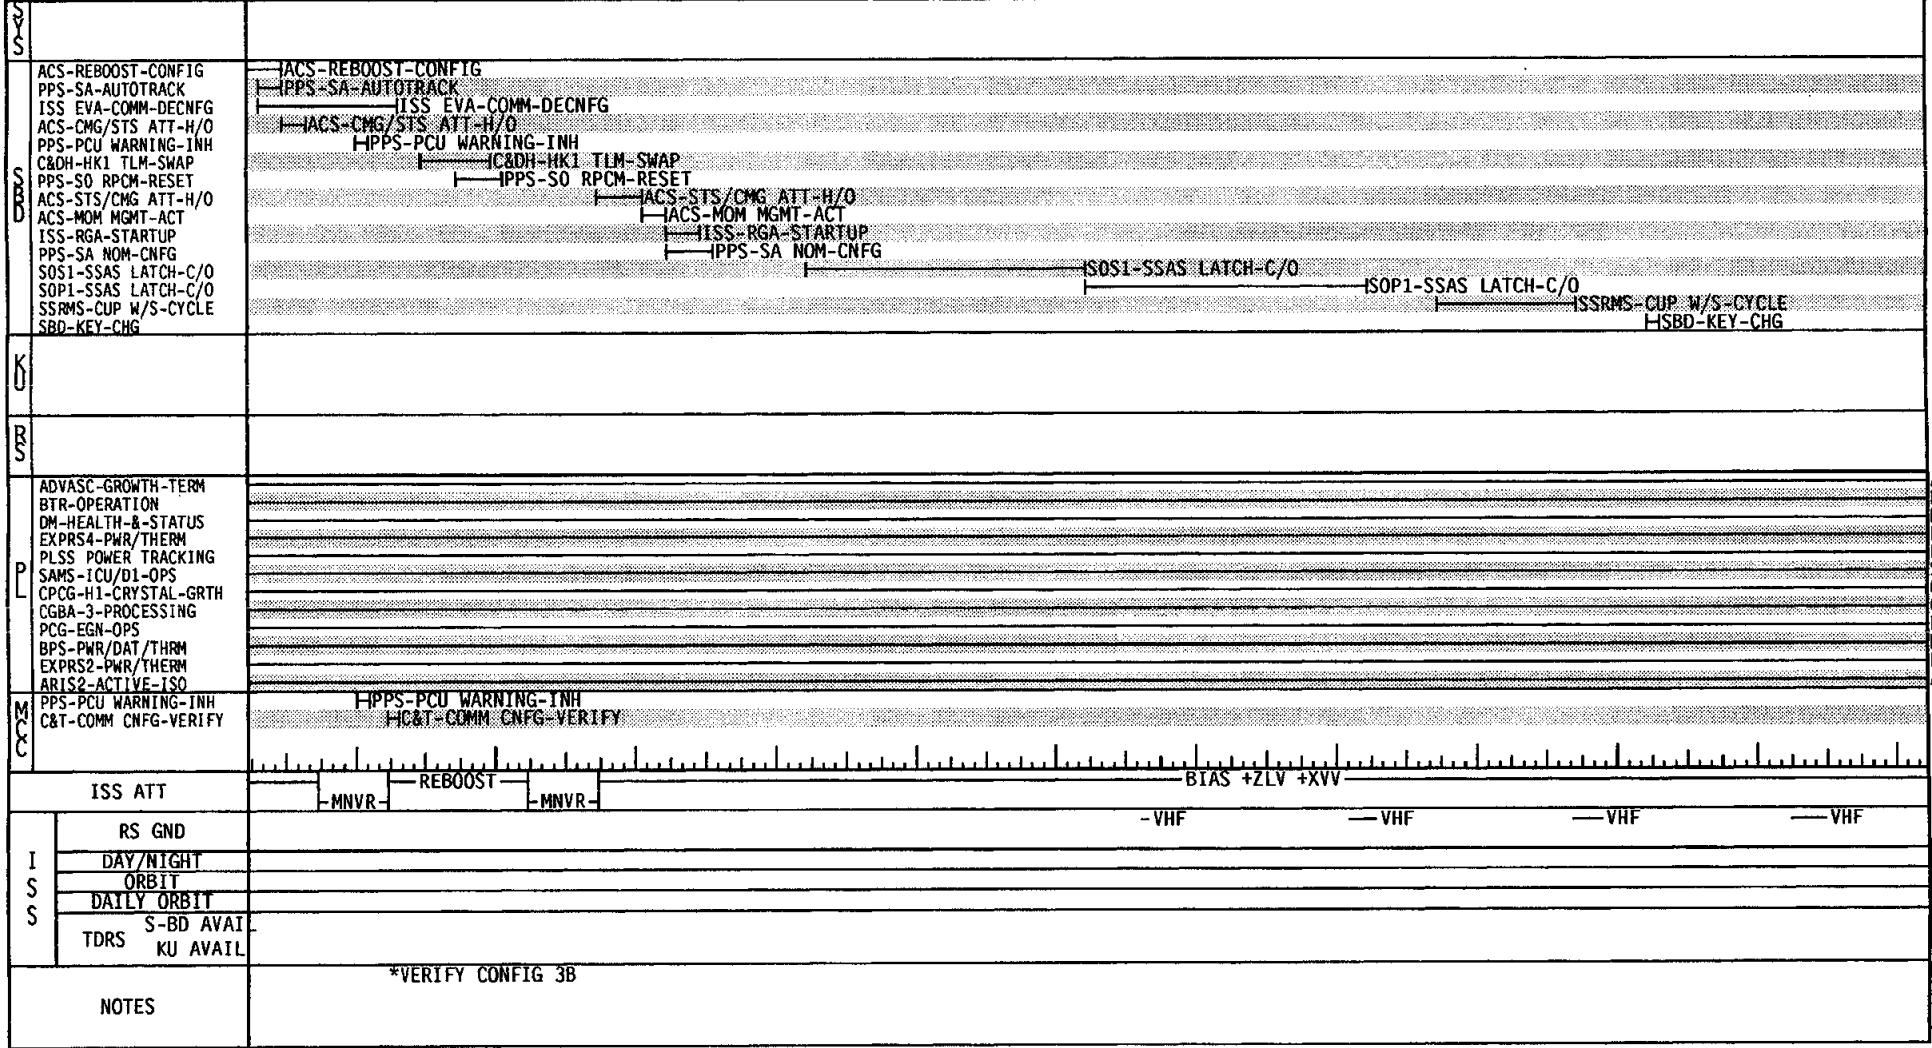 SYS
SBD
ACS-REBOOST-CONFIG ACS-REBOOST-CONFIG
PPS-SA-AUTOTRACK PPS-SA-AUTOTRACK
ISS EVA-COMM-DECNFG ISS EVA-COMM-DECNFG
ACS-CMG/STS ATT-H/O ACS-CMG/STS ATT-H/O
PPS-PCU WARNING-INH PPS-PCU WARNING-INH
C&DH-HK1 TLM-SWAP C&DH-HK1 TLM-SWAP
PPS-S0 RPCM-RESET PPS-S0 RPCM-RESET
ACS-STS/CMG ATT-H/O ACS-STS/CMG ATT-H/O
ACS-MOM MGMT-ACT ACS-MOM MGMT-ACT
ISS-RGA-STARTUP ISS-RGA-STARTUP
PPS-SA NOM-CNFG PPS-SA NOM-CNFG
S0S1-SSAS LATCH-C/O S0S1-SSAS LATCH-C/O
S0P1-SSAS LATCH-C/O S0P1-SSAS LATCH-C/O
SSRMS-CUP W/S-CYCLE SSRMS-CUP W/S-CYCLE
SBD-KEY-CHG SBD-KEY-CHG
KU
RS
PL
ADVASC-GROWTH-TERM
BTR-OPERATION
DM-HEALTH-&-STATUS
EXPRS4-PWR/THERM
PLSS POWER TRACKING
SAMS-ICU/D1-OPS
CPCG-H1-CRYSTAL-GRTH
CGBA-3-PROCESSING
PCG-EGN-OPS
BPS-PWR/DAT/THRM
EXPRS2-PWR/THERM
ARIS2-ACTIVE-ISO
MCC
PPS-PCU WARNING-INH PPS-PCU WARNING-INH
C&T-COMM CNFG-VERIFY C&T-COMM CNFG-VERIFY
ISS ATT MNVR REBOOST MNVR BIAS +ZLV +XVV
ISS
RS GND VHF VHF VHF VHF
DAY/NIGHT
ORBIT
DAILY ORBIT
TDRS S-BD AVAIL
KU AVAIL
NOTES *VERIFY CONFIG 3B